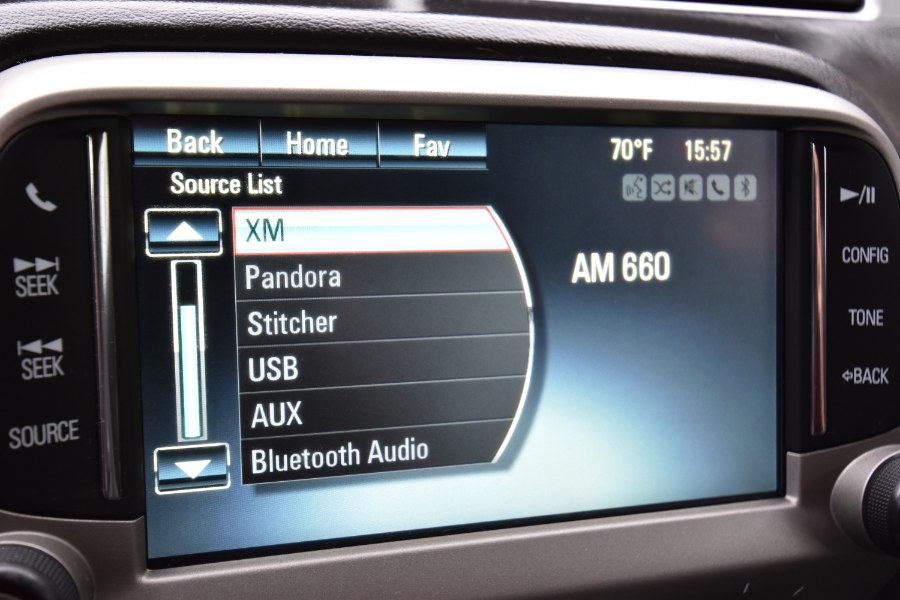 Back Home Fav
70°F 15:57
Source List
XM
Pandora
Stitcher
USB
AUX
Bluetooth Audio
AM 660
SEEK
SEEK
SOURCE
CONFIG
TONE
BACK